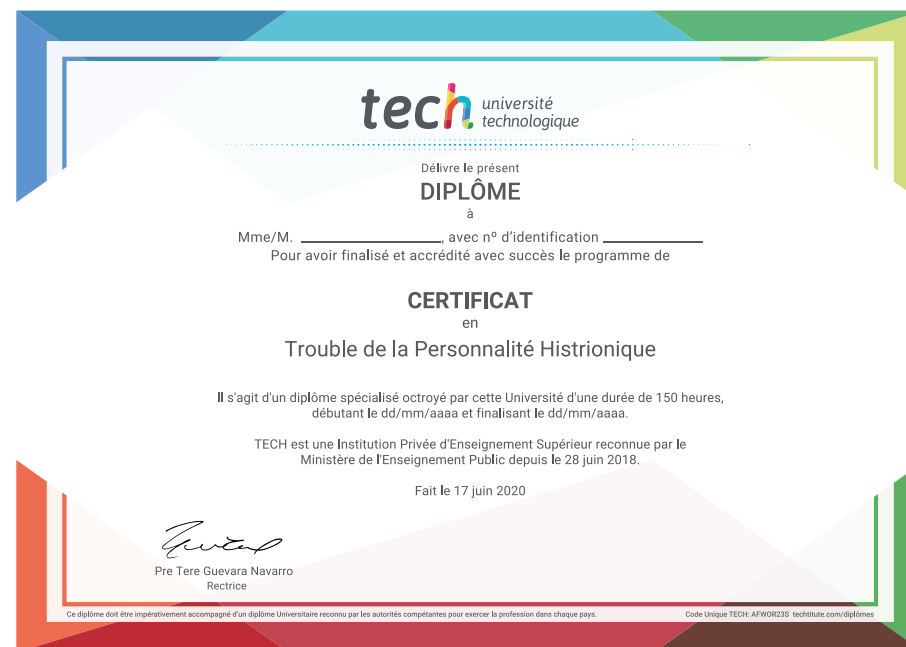 tech université
technologique
Délivre le présent
DIPLÔME
à
Mme/M. ____________________, avec nº d'identification ______________
Pour avoir finalisé et accrédité avec succès le programme de
CERTIFICAT
en
Trouble de la Personnalité Histrionique
Il s'agit d'un diplôme spécialisé octroyé par cette Université d'une durée de 150 heures,
débutant le dd/mm/aaaa et finalisant le dd/mm/aaaa.
TECH est une Institution Privée d'Enseignement Supérieur reconnue par le
Ministère de l'Enseignement Public depuis le 28 juin 2018.
Fait le 17 juin 2020
Pre Tere Guevara Navarro
Rectrice
Ce diplôme doit être impérativement accompagné d'un diplôme Universitaire reconnu par les autorités compétantes pour exercer la profession dans chaque pays.
Code Unique TECH: AFWOR23S techtitute.com/diplômes